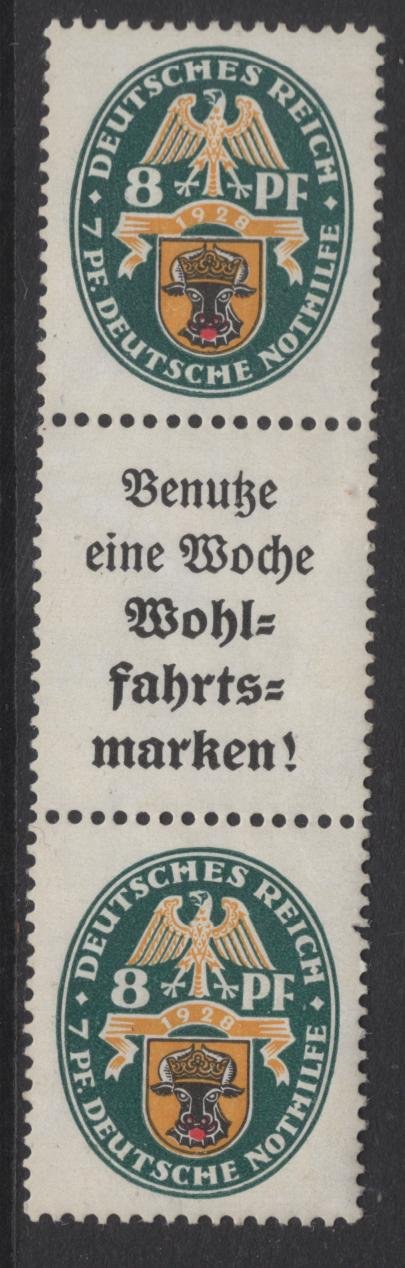 DEUTSCHES REICH
8 PF
1928
7 PF. DEUTSCHE NOTHILFE
Benutze
eine Woche
Wohl=
fahrts=
marken!
DEUTSCHES REICH
8 PF
1928
7 PF. DEUTSCHE NOTHILFE